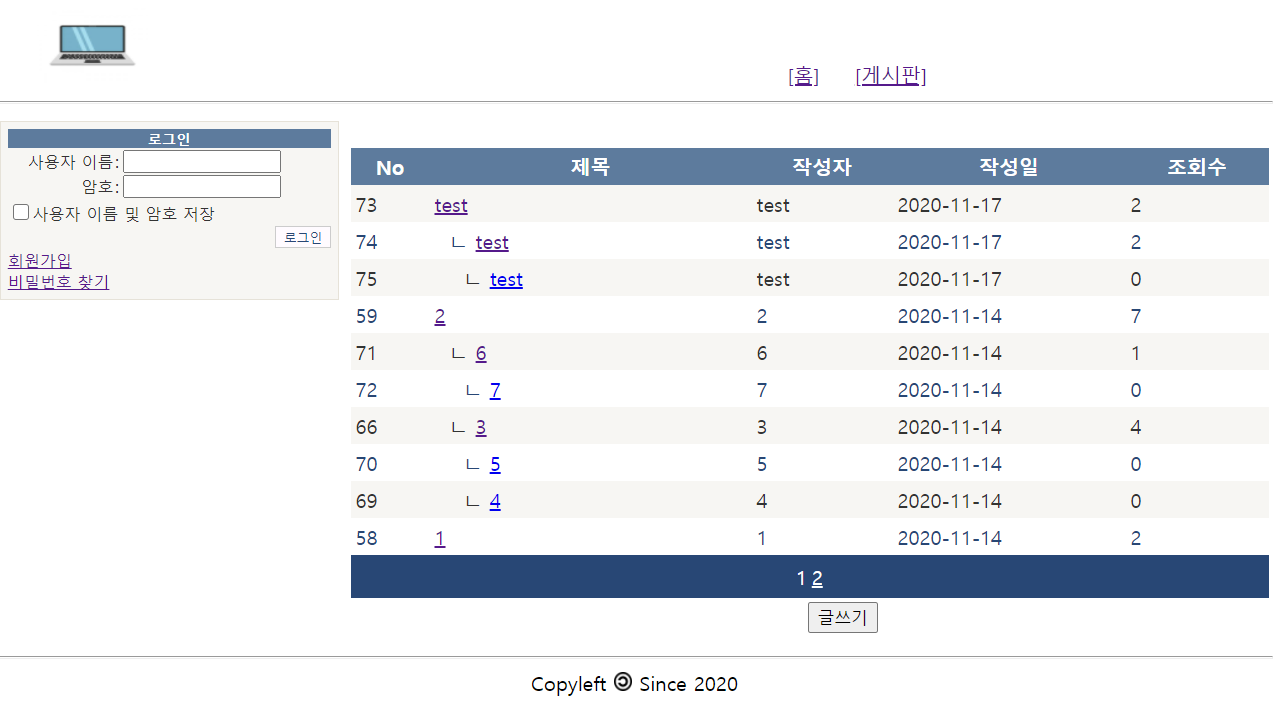 [홈] [게시판]
로그인
사용자 이름:
암호:
사용자 이름 및 암호 저장
로그인
회원가입
비밀번호 찾기
No 제목 작성자 작성일 조회수
73 test test 2020-11-17 2
74 ㄴ test test 2020-11-17 2
75 ㄴ test test 2020-11-17 0
59 2 2 2020-11-14 7
71 ㄴ 6 6 2020-11-14 1
72 ㄴ 7 7 2020-11-14 0
66 ㄴ 3 3 2020-11-14 4
70 ㄴ 5 5 2020-11-14 0
69 ㄴ 4 4 2020-11-14 0
58 1 1 2020-11-14 2
1 2
글쓰기
Copyleft 🄯 Since 2020